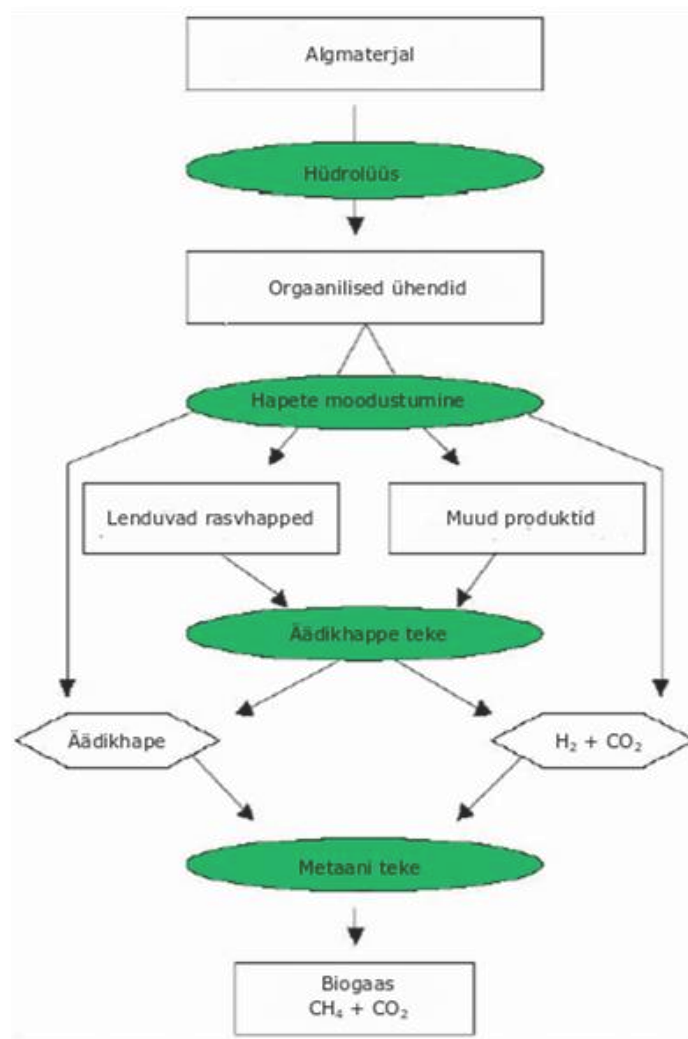 Algmaterjal
Hüdrolüüs
Orgaanilised ühendid
Hapete moodustumine
Lenduvad rasvhapped
Muud produktid
Äädikhappe teke
Äädikhape
H₂ + CO₂
Metaani teke
Biogaas
CH₄ + CO₂